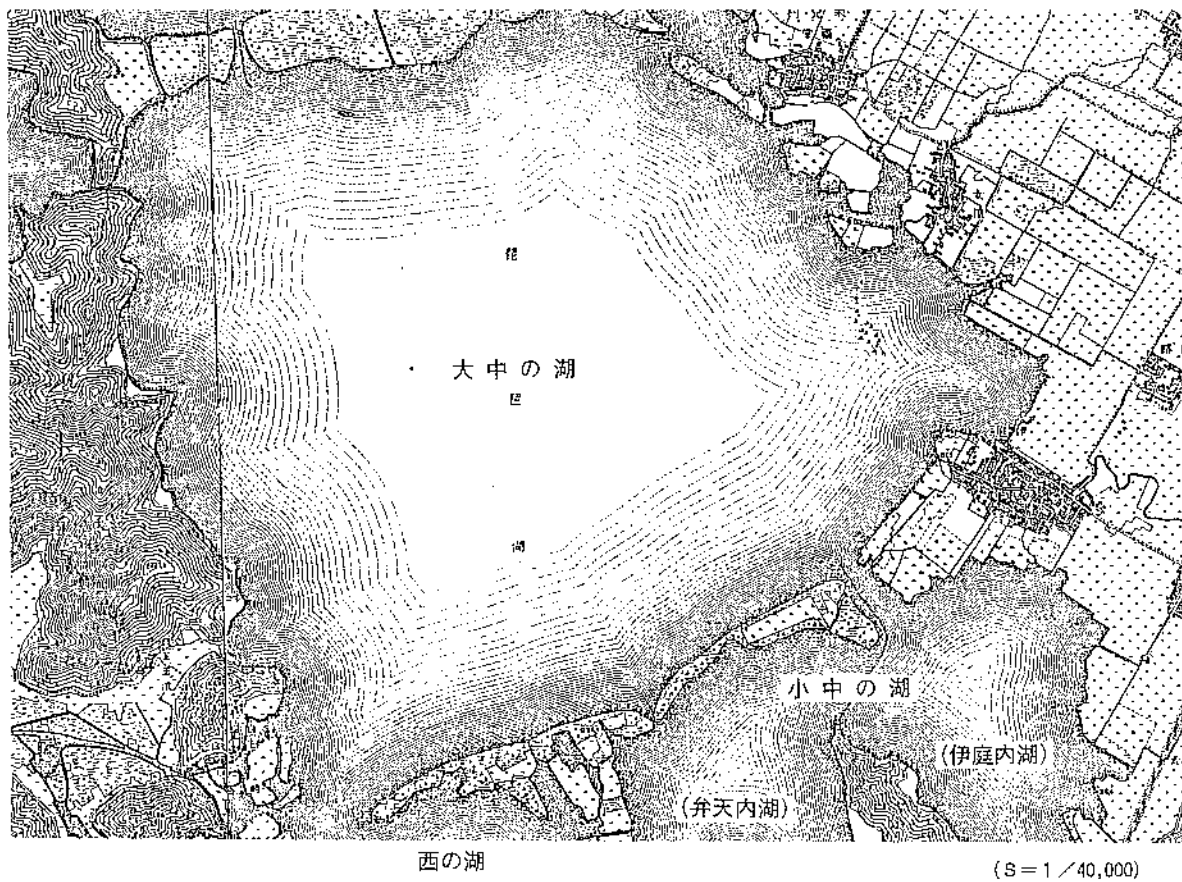 琵
大中の湖
琶
湖
小中の湖
(伊庭内湖)
(弁天内湖)
西の湖
(S=1/40,000)